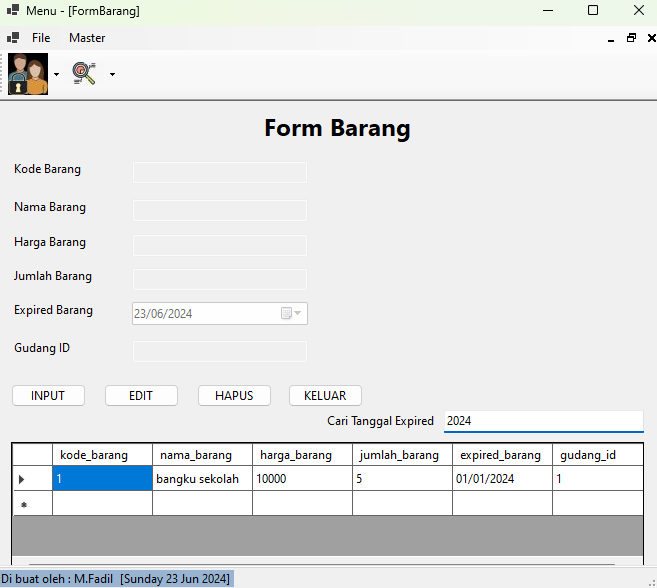 Menu - [FormBarang]
File Master
Form Barang
Kode Barang
Nama Barang
Harga Barang
Jumlah Barang
Expired Barang 23/06/2024
Gudang ID
INPUT EDIT HAPUS KELUAR
Cari Tanggal Expired 2024
kode_barang nama_barang harga_barang jumlah_barang expired_barang gudang_id
1 bangku sekolah 10000 5 01/01/2024 1
Di buat oleh : M.Fadil [Sunday 23 Jun 2024]